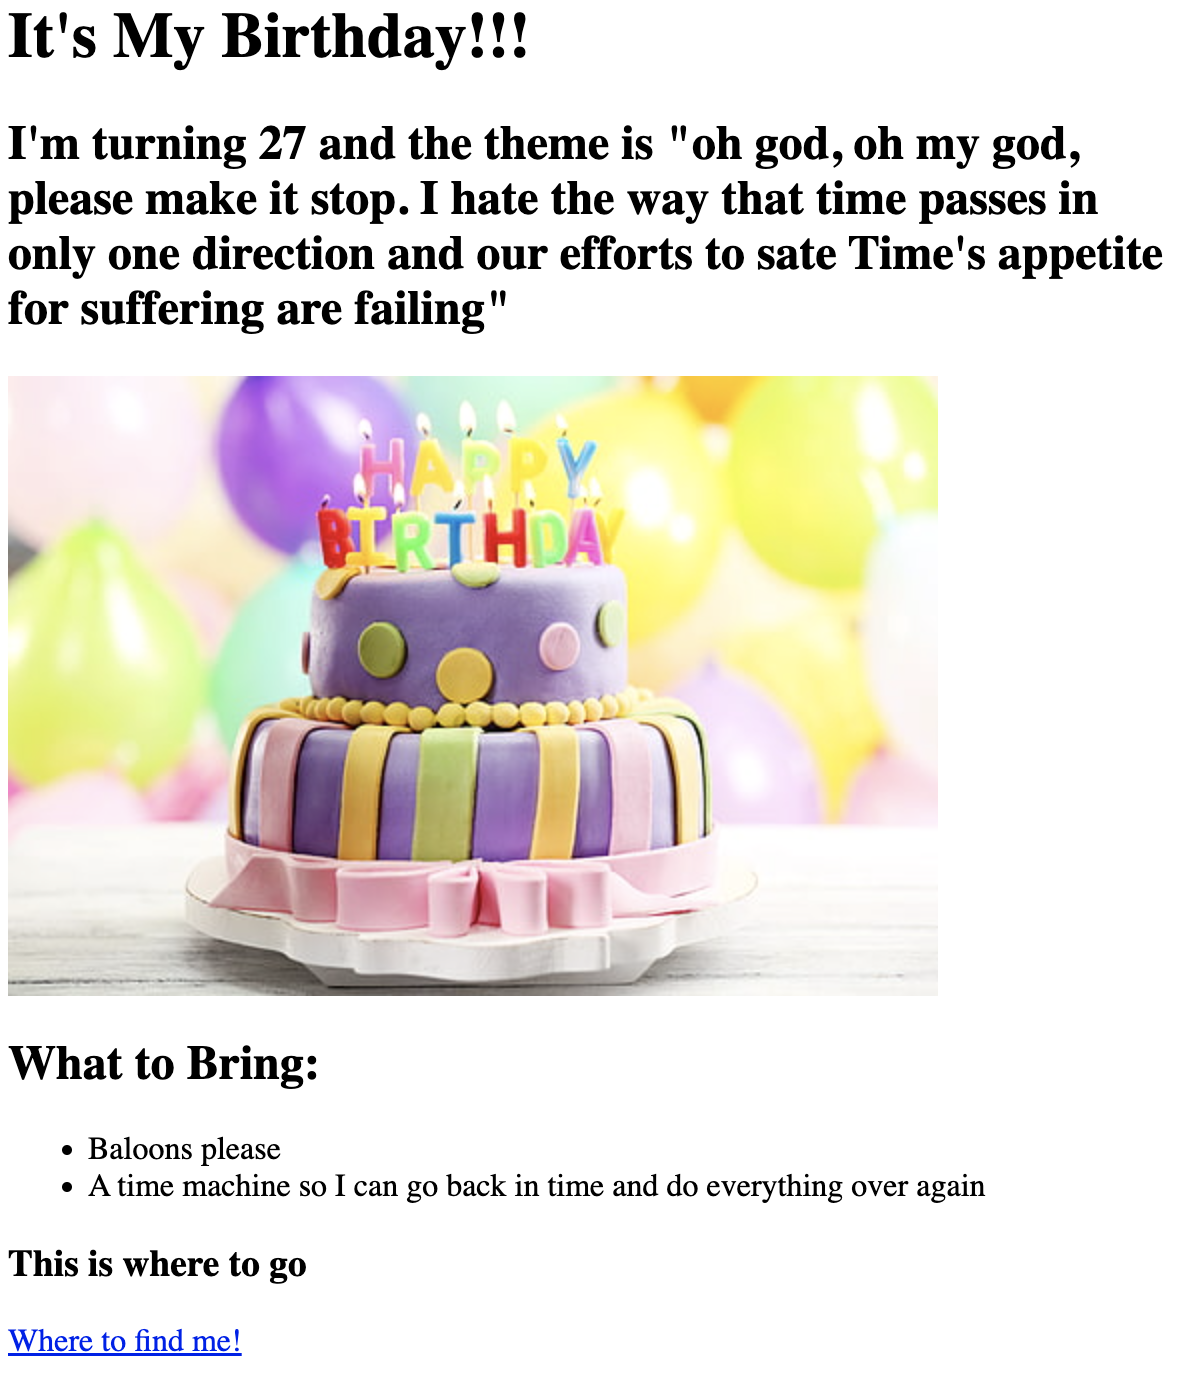 It's My Birthday!!!
I'm turning 27 and the theme is "oh god, oh my god,
please make it stop. I hate the way that time passes in
only one direction and our efforts to sate Time's appetite
for suffering are failing"
HAPPY
BIRTHDAY
What to Bring:
Baloons please
A time machine so I can go back in time and do everything over again
This is where to go
Where to find me!